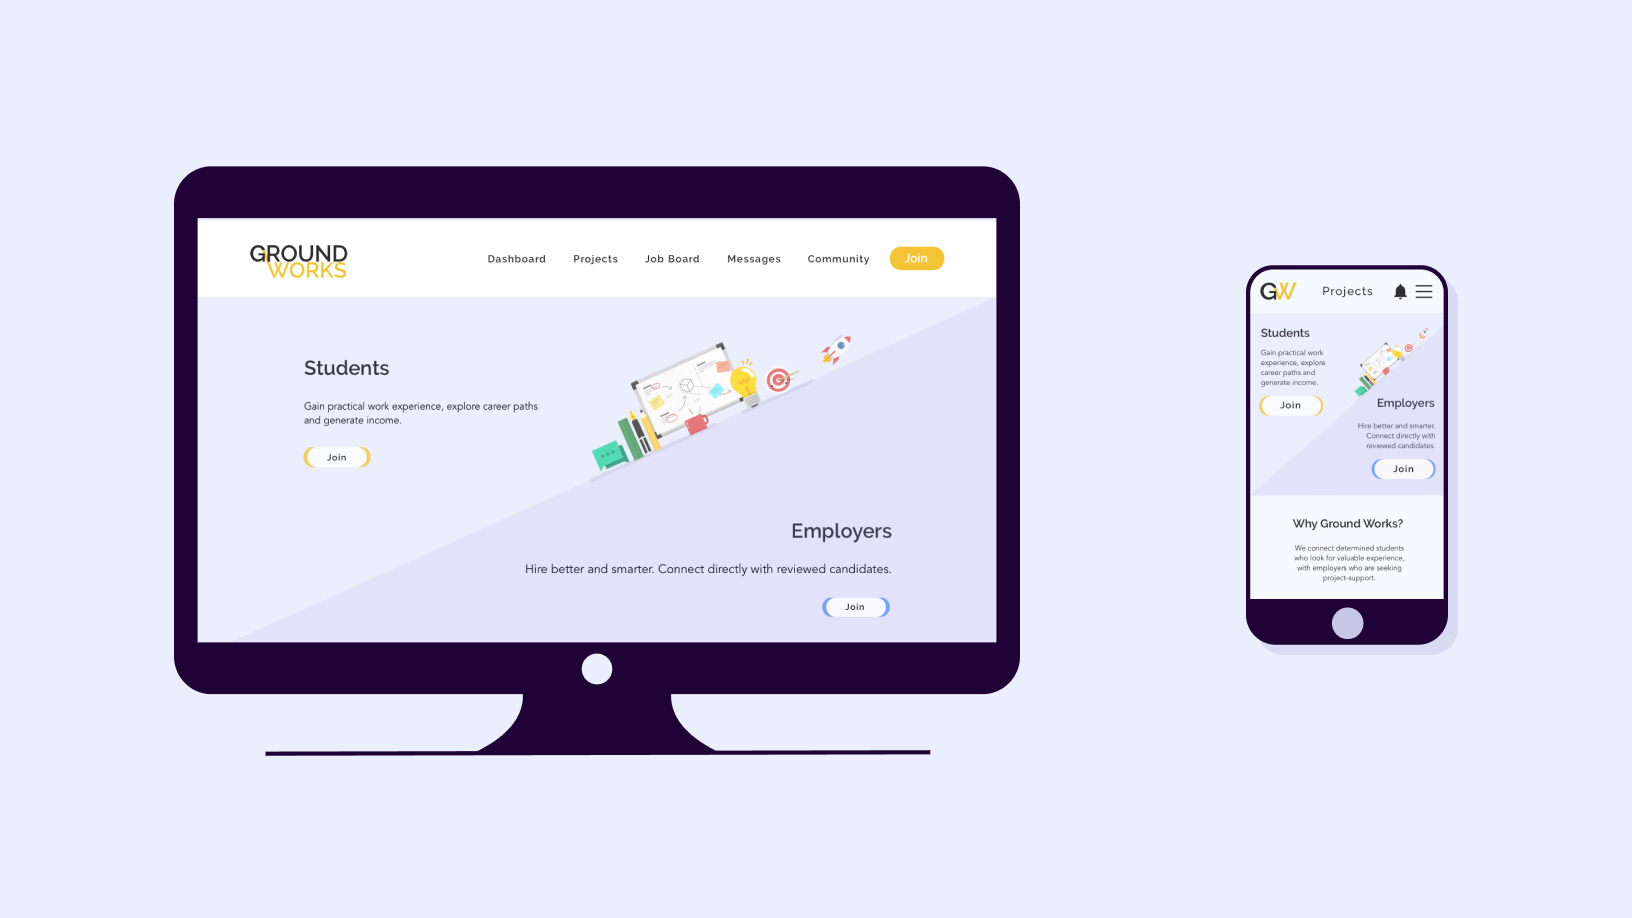 GROUND
WORKS
Dashboard Projects Job Board Messages Community Join
Students
Gain practical work experience, explore career paths
and generate income.
Join
Employers
Hire better and smarter. Connect directly with reviewed candidates.
Join
GW Projects
Students
Gain practical work
experience, explore
career paths and
generate income.
Join
Employers
Hire better and smarter.
Connect directly with
reviewed candidates.
Join
Why Ground Works?
We connect determined students
who look for valuable experience,
with employers who are seeking
project-support.